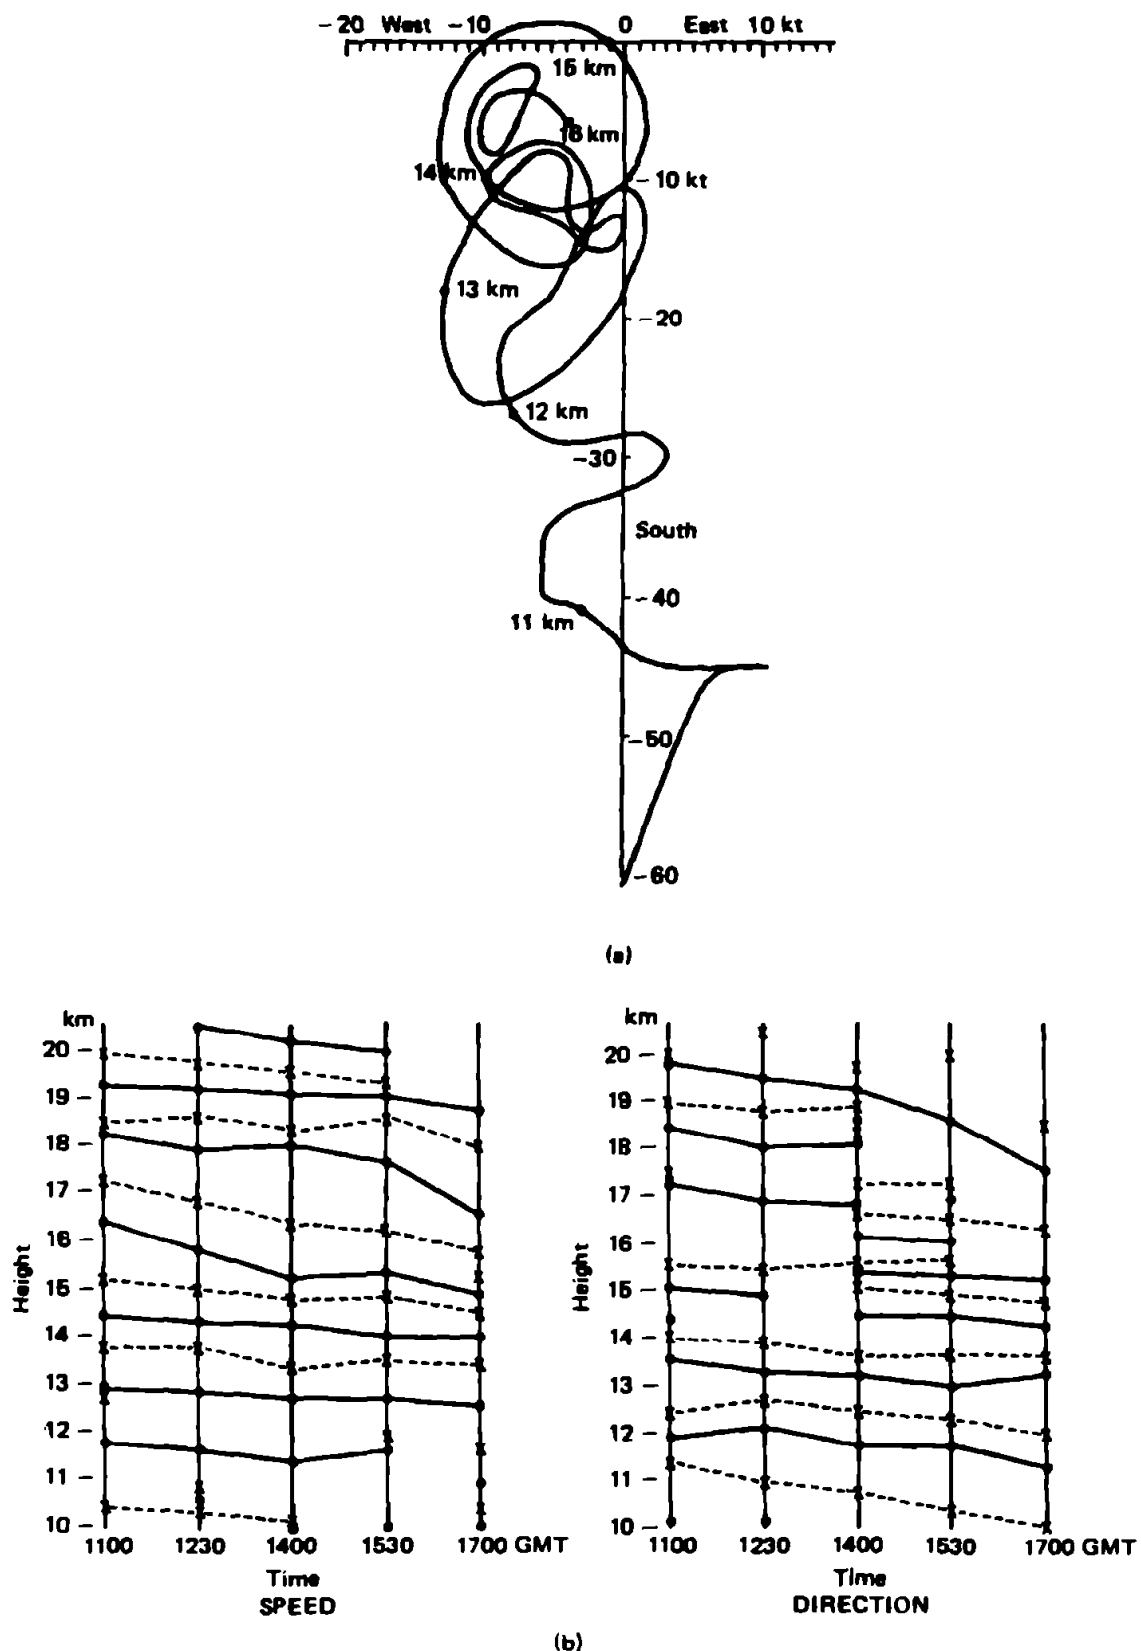 -20 West -10 0 East 10 kt
15 km
16 km
14 km
-10 kt
13 km
-20
12 km
-30
South
-40
11 km
-50
-60
(a)
km
20
19
18
17
16
15
14
13
12
11
10
Height
1100 1230 1400 1530 1700 GMT
Time
SPEED
km
20
19
18
17
16
15
14
13
12
11
10
Height
1100 1230 1400 1530 1700 GMT
Time
DIRECTION
(b)